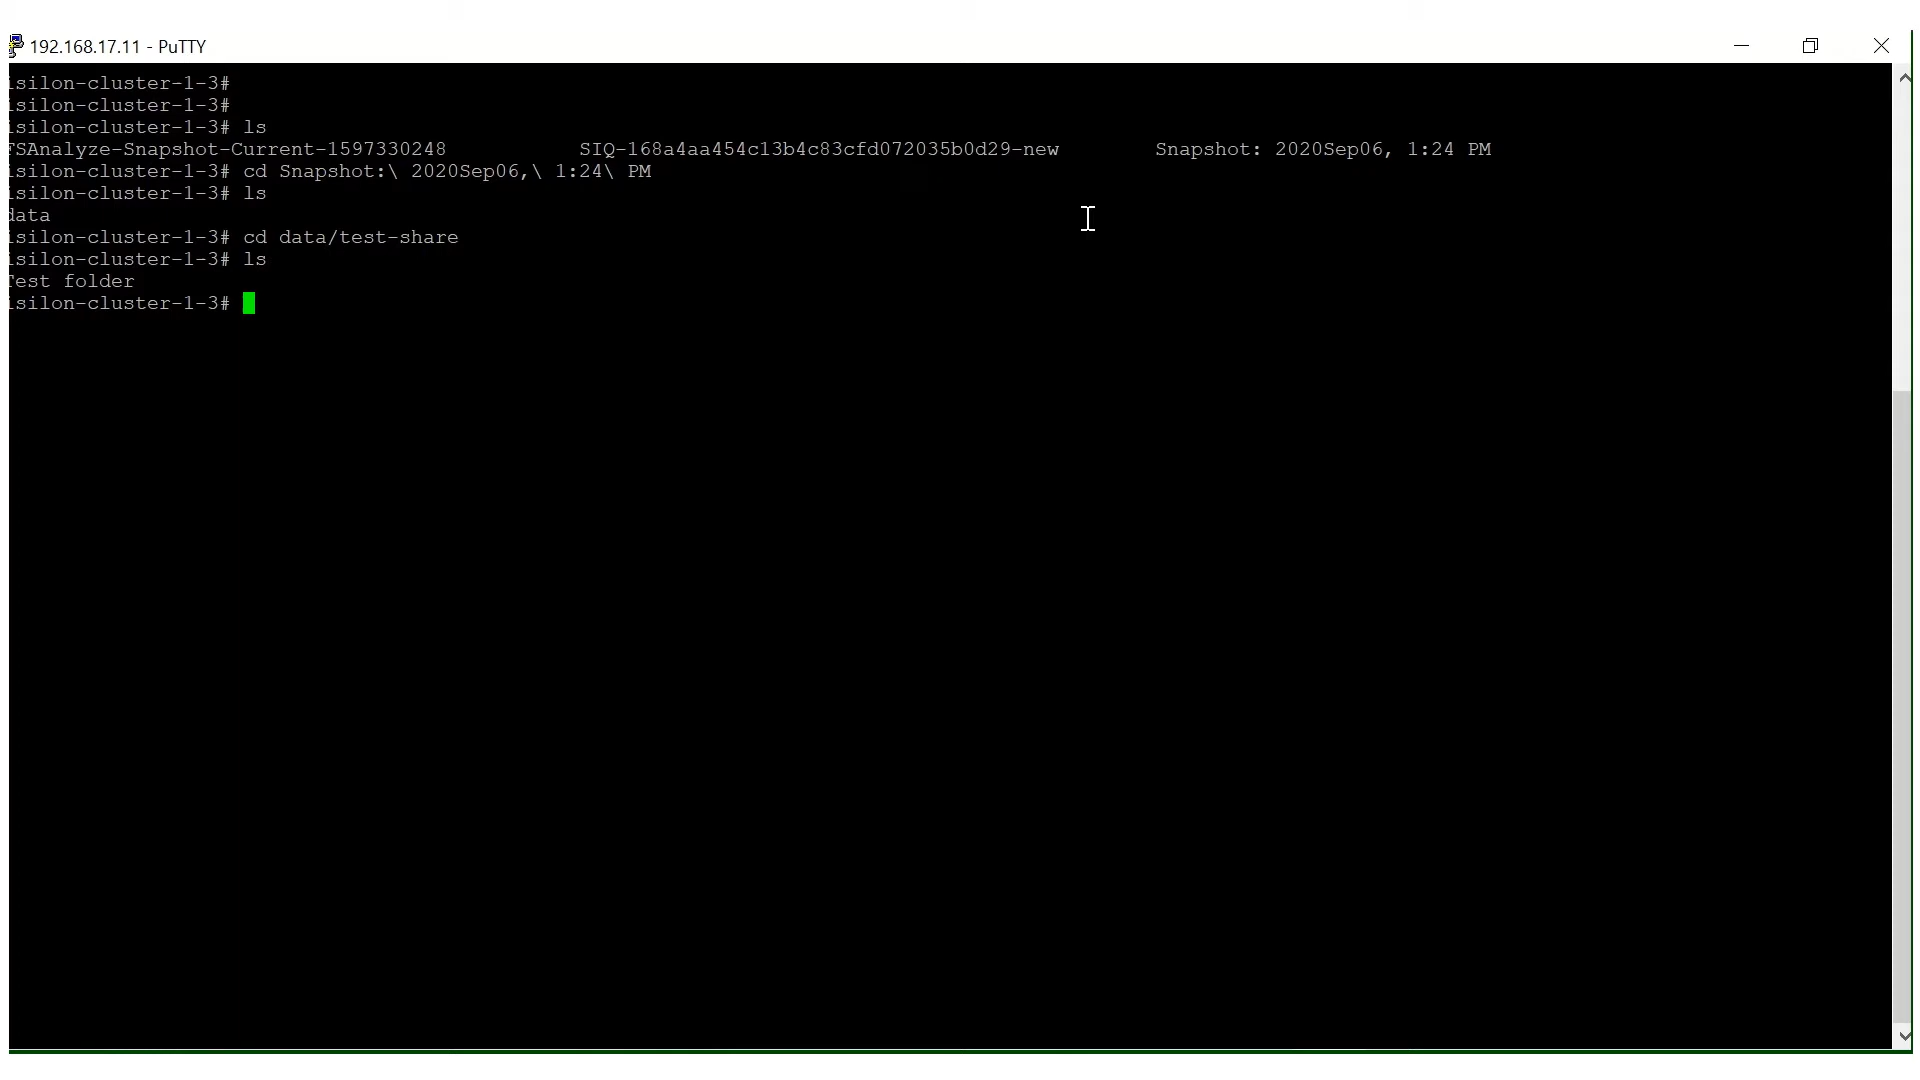 192.168.17.11 - PuTTY
isilon-cluster-1-3#
isilon-cluster-1-3#
isilon-cluster-1-3# ls
FSAnalyze-Snapshot-Current-1597330248 SIQ-168a4aa454c13b4c83cfd072035b0d29-new Snapshot: 2020Sep06, 1:24 PM
isilon-cluster-1-3# cd Snapshot:\ 2020Sep06,\ 1:24\ PM
isilon-cluster-1-3# ls
data
isilon-cluster-1-3# cd data/test-share
isilon-cluster-1-3# ls
Test folder
isilon-cluster-1-3#